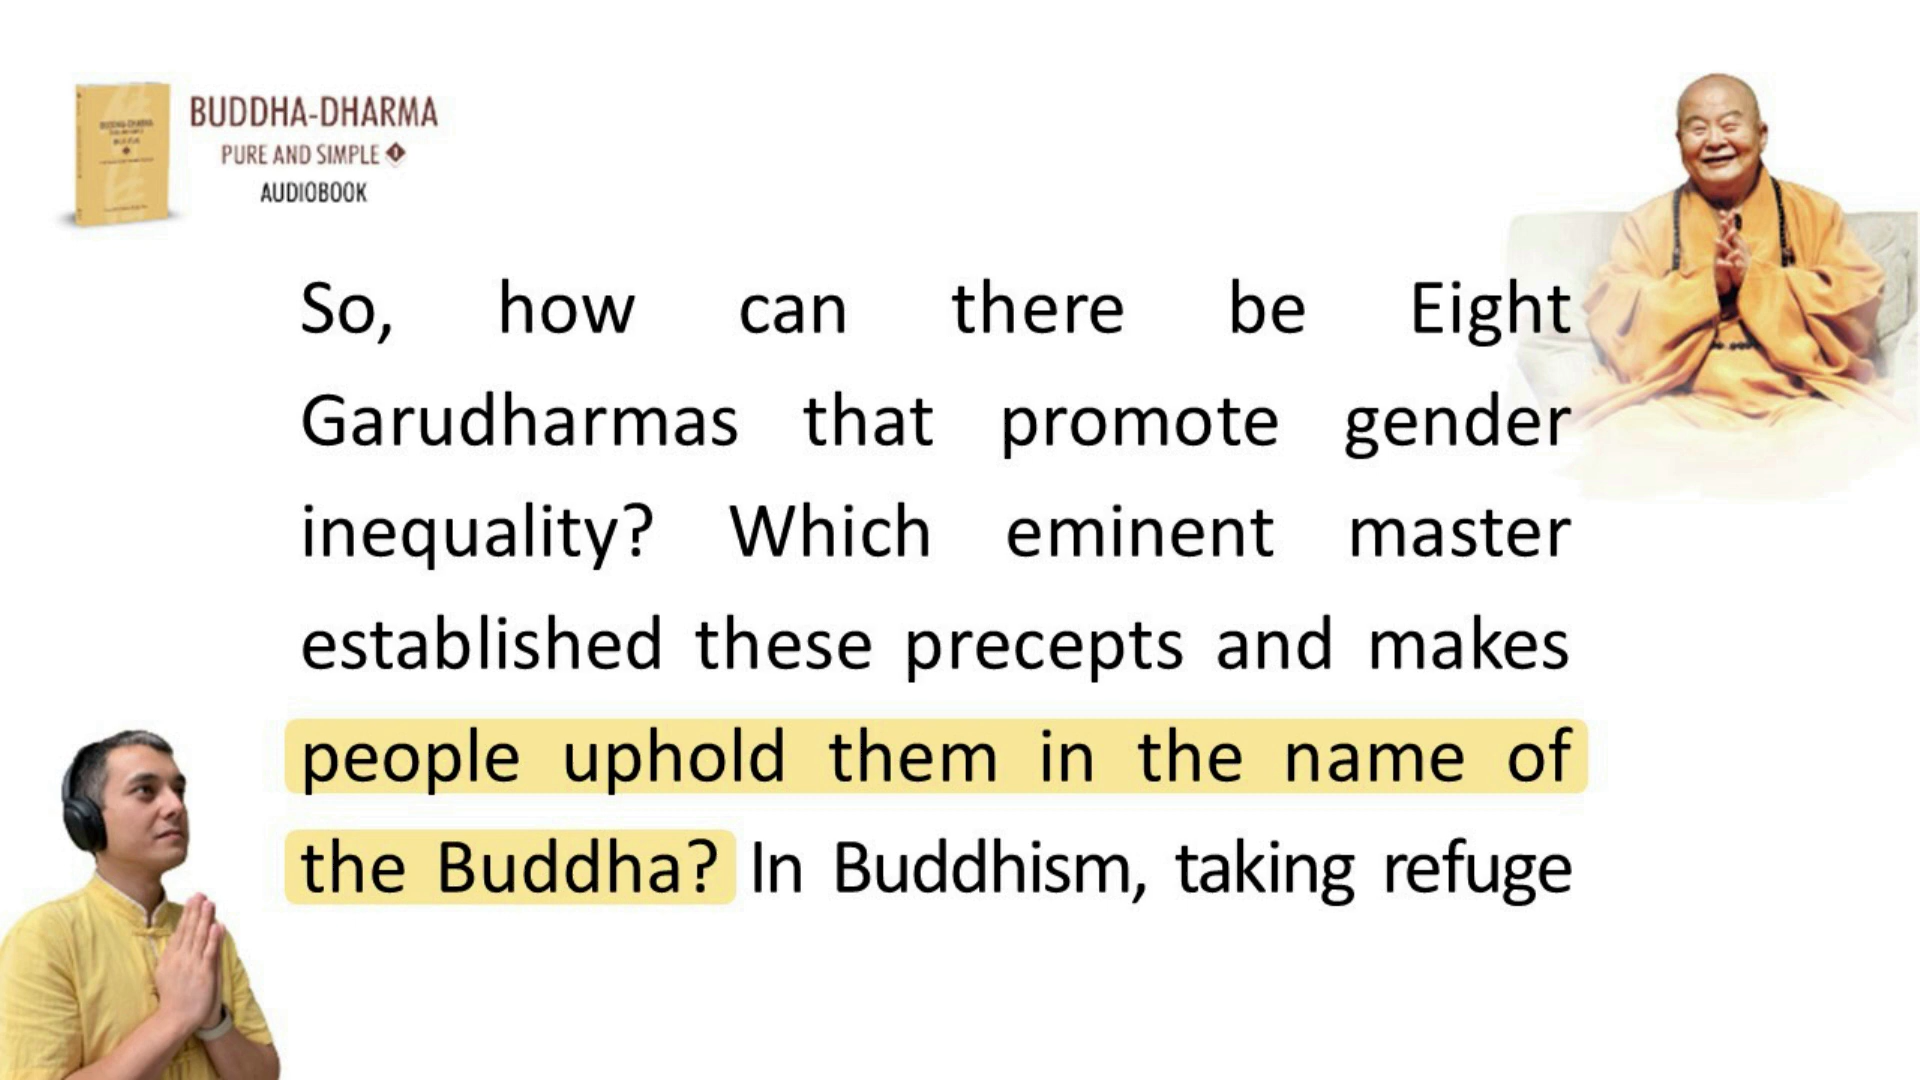 BUDDHA-DHARMA
PURE AND SIMPLE 1
AUDIOBOOK
So, how can there be Eight
Garudharmas that promote gender
inequality? Which eminent master
established these precepts and makes
people uphold them in the name of
the Buddha? In Buddhism, taking refuge